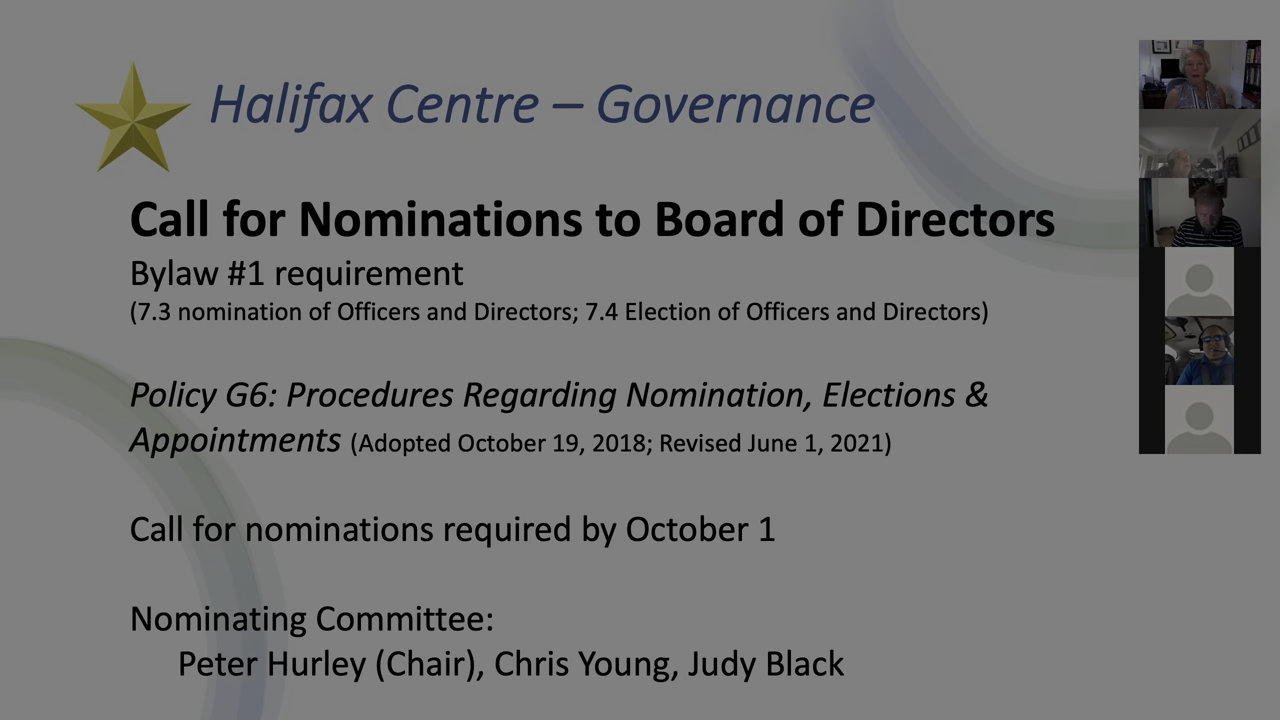 Halifax Centre – Governance
Call for Nominations to Board of Directors
Bylaw #1 requirement
(7.3 nomination of Officers and Directors; 7.4 Election of Officers and Directors)
Policy G6: Procedures Regarding Nomination, Elections &
Appointments (Adopted October 19, 2018; Revised June 1, 2021)
Call for nominations required by October 1
Nominating Committee:
Peter Hurley (Chair), Chris Young, Judy Black